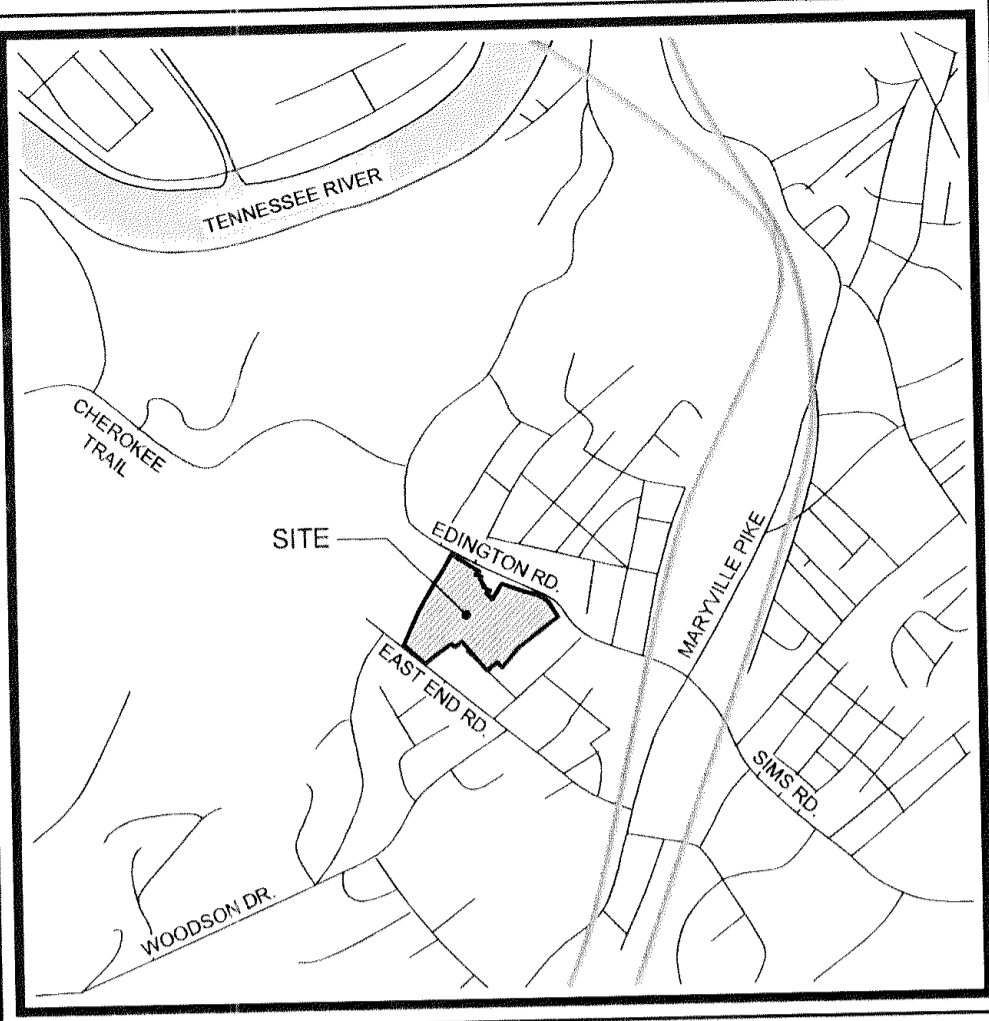 TENNESSEE RIVER
CHEROKEE
TRAIL
SITE
EDINGTON RD.
MARYVILLE PIKE
EAST END RD.
SIMS RD.
WOODSON DR.